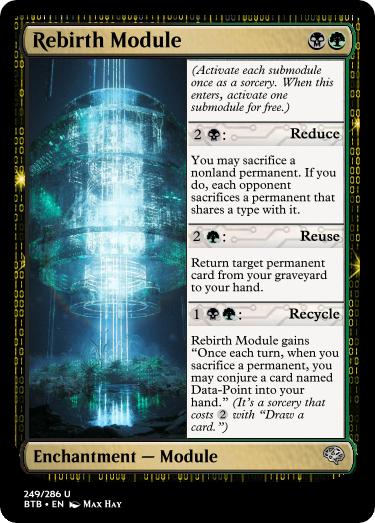 Rebirth Module
(Activate each submodule
once as a sorcery. When this
enters, activate one
submodule for free.)
2 : Reduce
You may sacrifice a
nonland permanent. If you
do, each opponent
sacrifices a permanent that
shares a type with it.
2 : Reuse
Return target permanent
card from your graveyard
to your hand.
1 : Recycle
Rebirth Module gains
“Once each turn, when you
sacrifice a permanent, you
may conjure a card named
Data-Point into your
hand.” (It’s a sorcery that
costs 2 with “Draw a
card.”)
Enchantment — Module
249/286 U
BTB • EN Max Hay